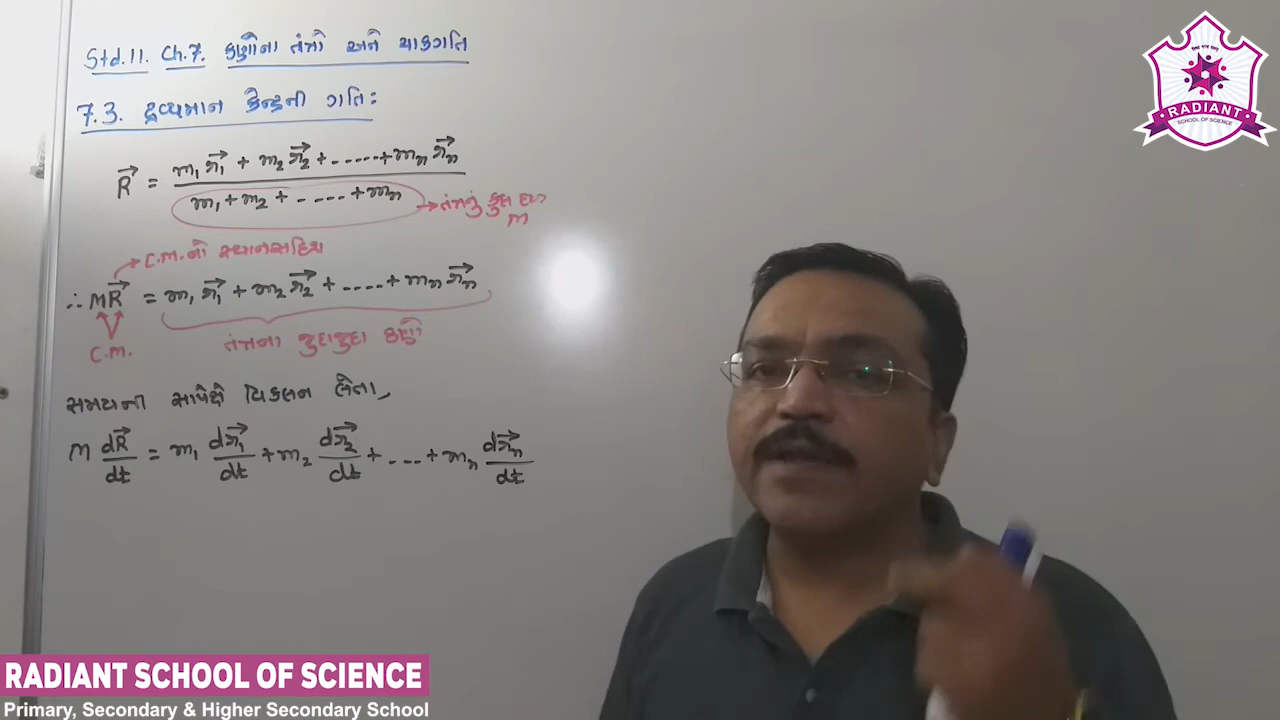 Std.11. Ch.7. કણોના તંત્રો અને ચાકગતિ
7.3. દ્રવ્યમાન કેન્દ્રની ગતિ:
R⃗ = (m₁r⃗₁ + m₂r⃗₂ + ..... + mₙr⃗ₙ) / (m₁ + m₂ + ..... + mₙ) → તંત્રનું કુલ દળ M
→ C.M. નો સ્થાનસદિશ
∴ MR⃗ = m₁r⃗₁ + m₂r⃗₂ + ..... + mₙr⃗ₙ
C.M.
તંત્રના જુદાજુદા કણો
સમયની સાપેક્ષે વિકલન લેતા,
M dR⃗/dt = m₁ dr⃗₁/dt + m₂ dr⃗₂/dt + .... + mₙ dr⃗ₙ/dt
RADIANT
SCHOOL OF SCIENCE
RADIANT SCHOOL OF SCIENCE
Primary, Secondary & Higher Secondary School